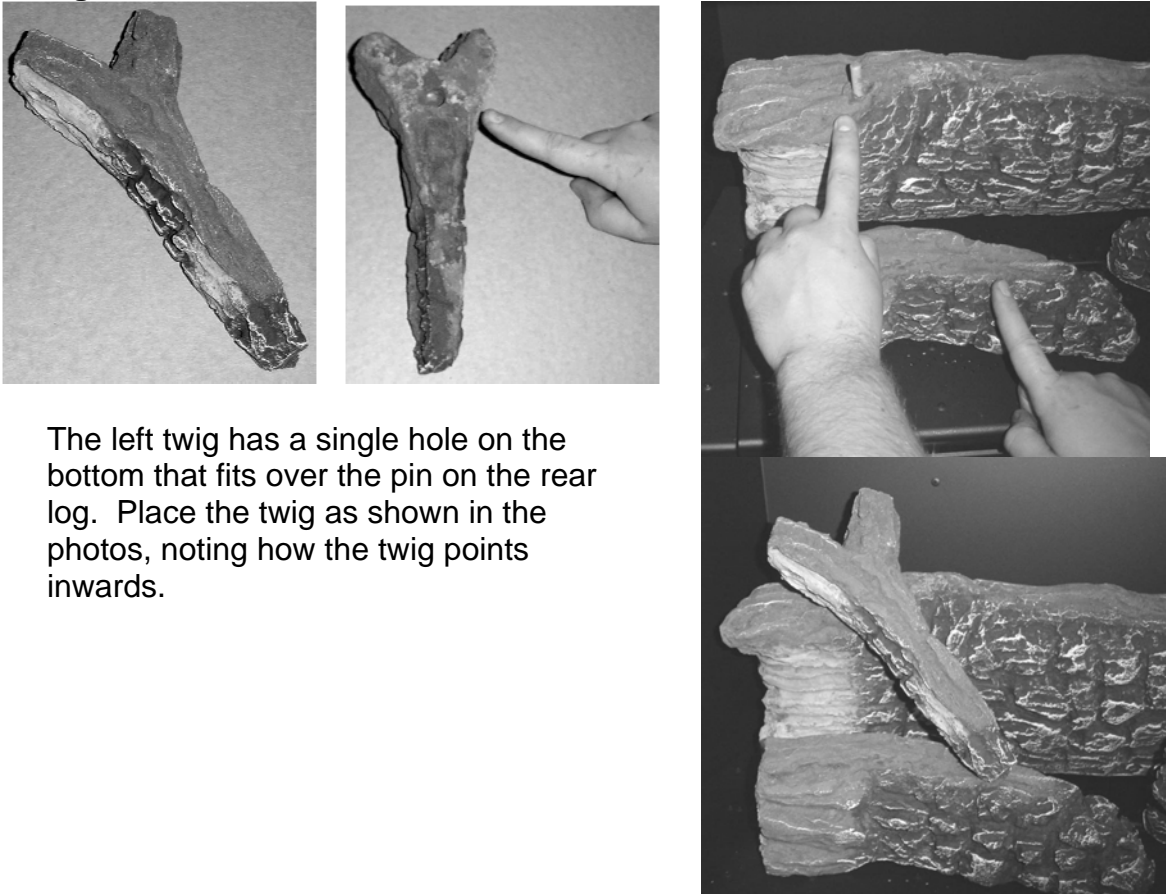 The left twig has a single hole on the
bottom that fits over the pin on the rear
log.  Place the twig as shown in the
photos, noting how the twig points
inwards.